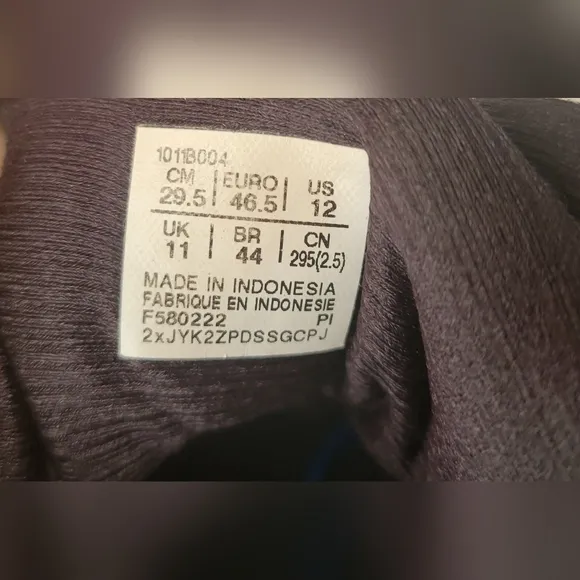 1011B004
CM 29.5 | EURO 46.5 | US 12
UK 11 | BR 44 | CN 295(2.5)
MADE IN INDONESIA
FABRIQUE EN INDONESIE
F580222 PI
2xJYK2ZPDSSGCPJ